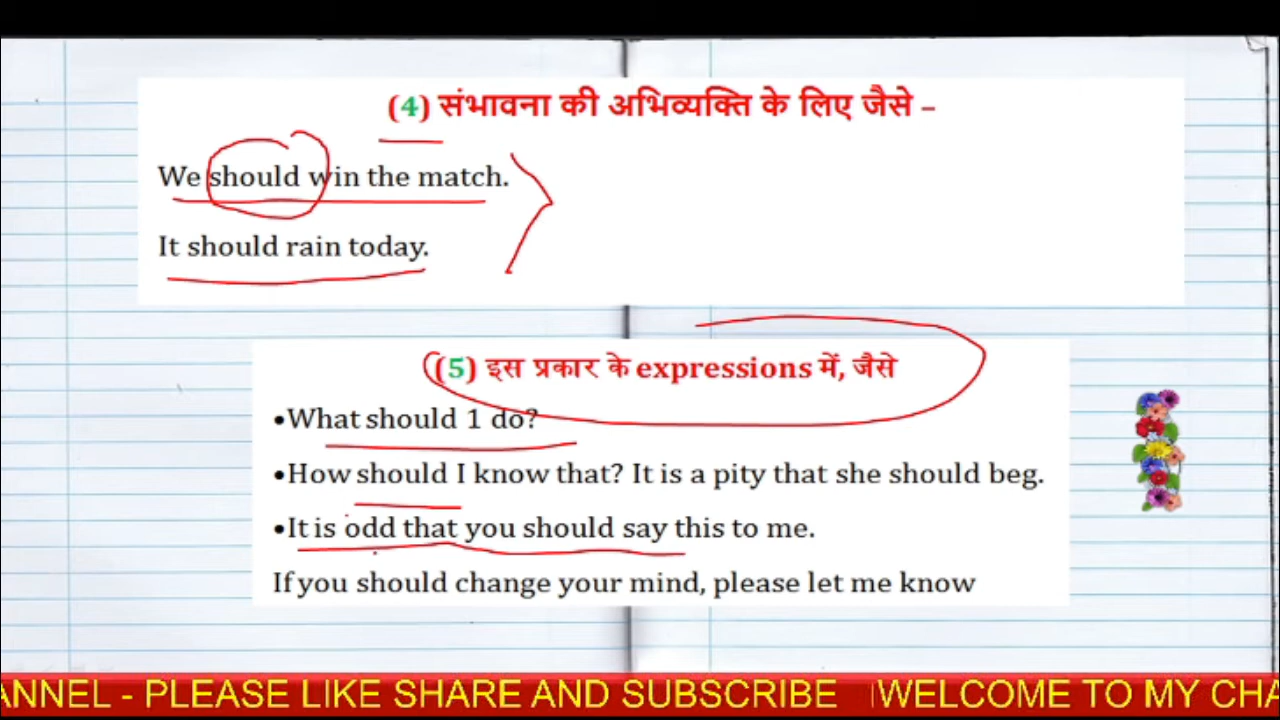 (4) संभावना की अभिव्यक्ति के लिए जैसे –
We should win the match.
It should rain today.
(5) इस प्रकार के expressions में, जैसे
•What should 1 do?
•How should I know that? It is a pity that she should beg.
•It is odd that you should say this to me.
If you should change your mind, please let me know
ANNEL - PLEASE LIKE SHARE AND SUBSCRIBE WELCOME TO MY CHA